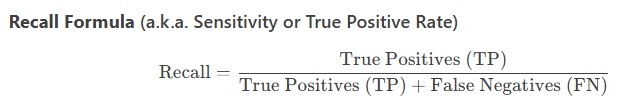 Recall Formula (a.k.a. Sensitivity or True Positive Rate)
Recall = True Positives (TP) / True Positives (TP) + False Negatives (FN)